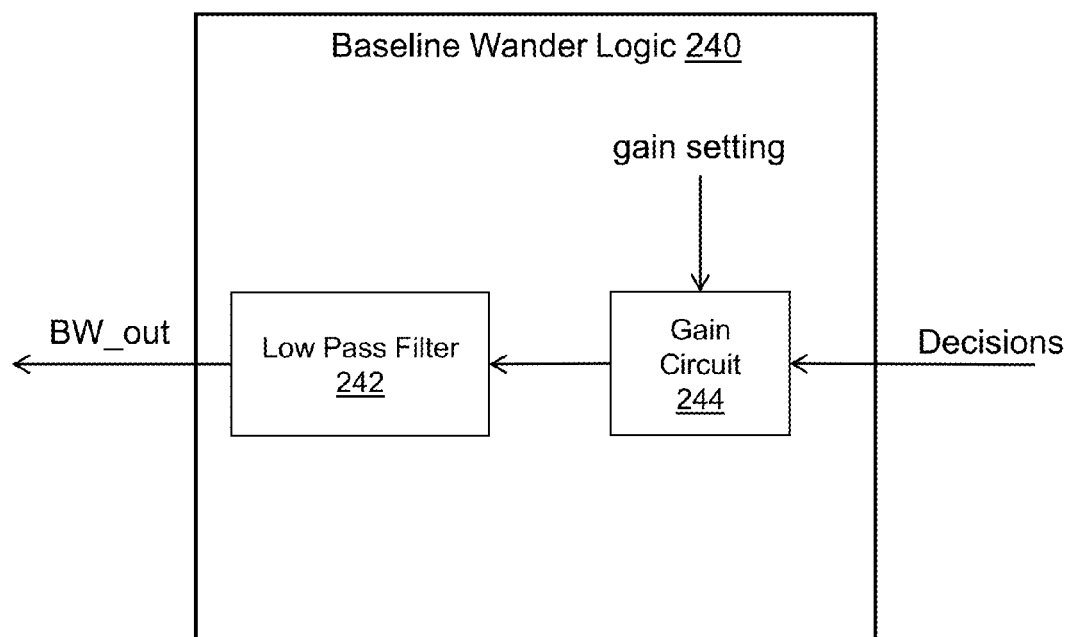 Baseline Wander Logic 240
gain setting
BW_out
Low Pass Filter
242
Gain
Circuit
244
Decisions